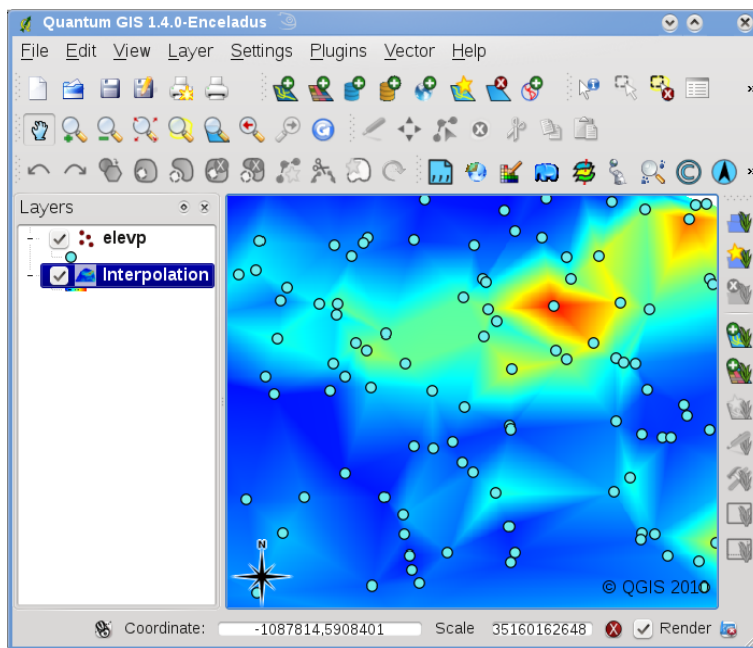 Quantum GIS 1.4.0-Enceladus
File Edit View Layer Settings Plugins Vector Help
Layers
elevp
Interpolation
N
© QGIS 2010
Coordinate: -1087814,5908401 Scale 35160162648 Render